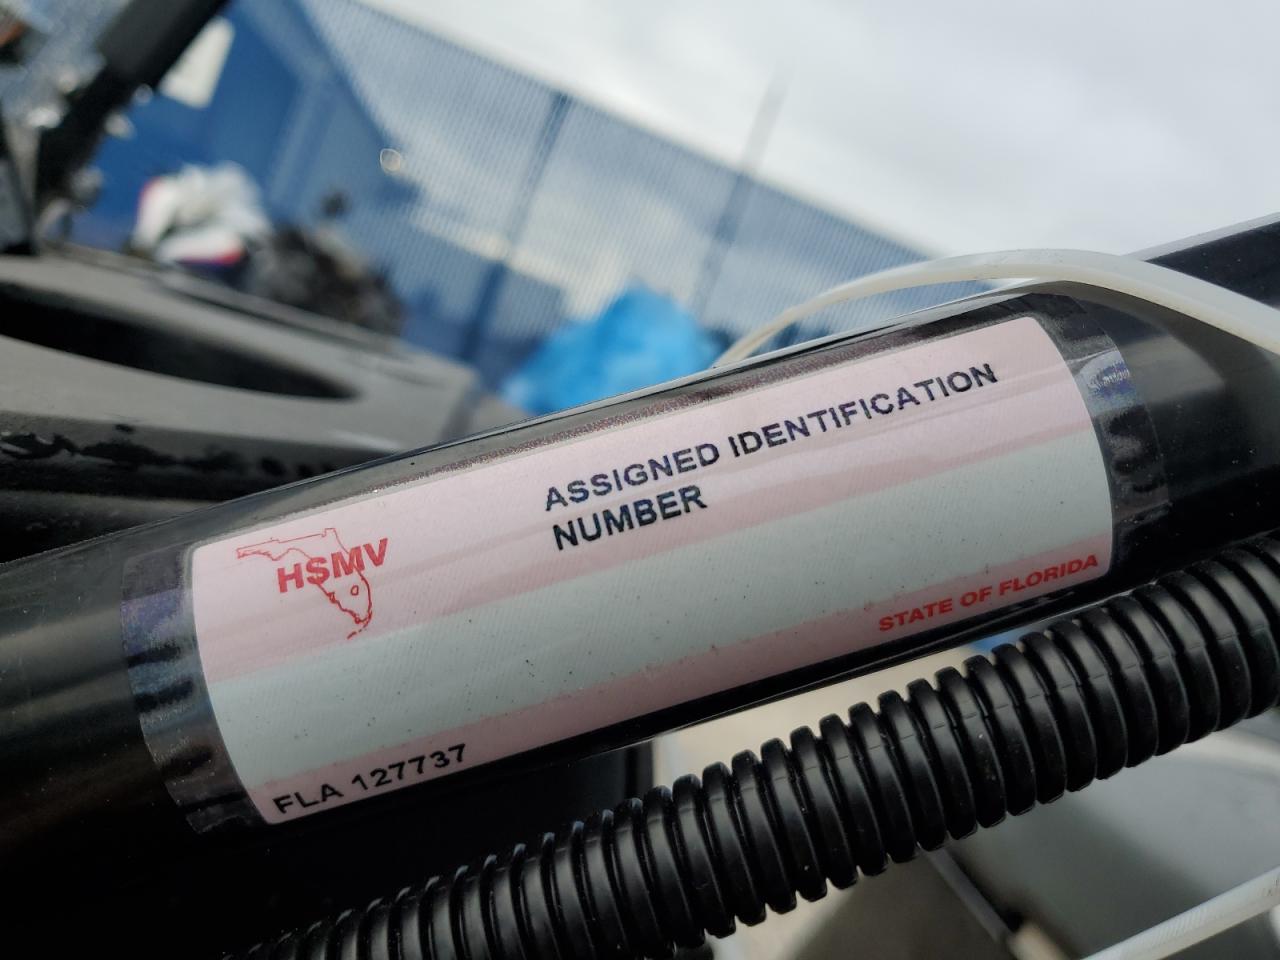 ASSIGNED IDENTIFICATION
NUMBER
HSMV
STATE OF FLORIDA
FLA 127737